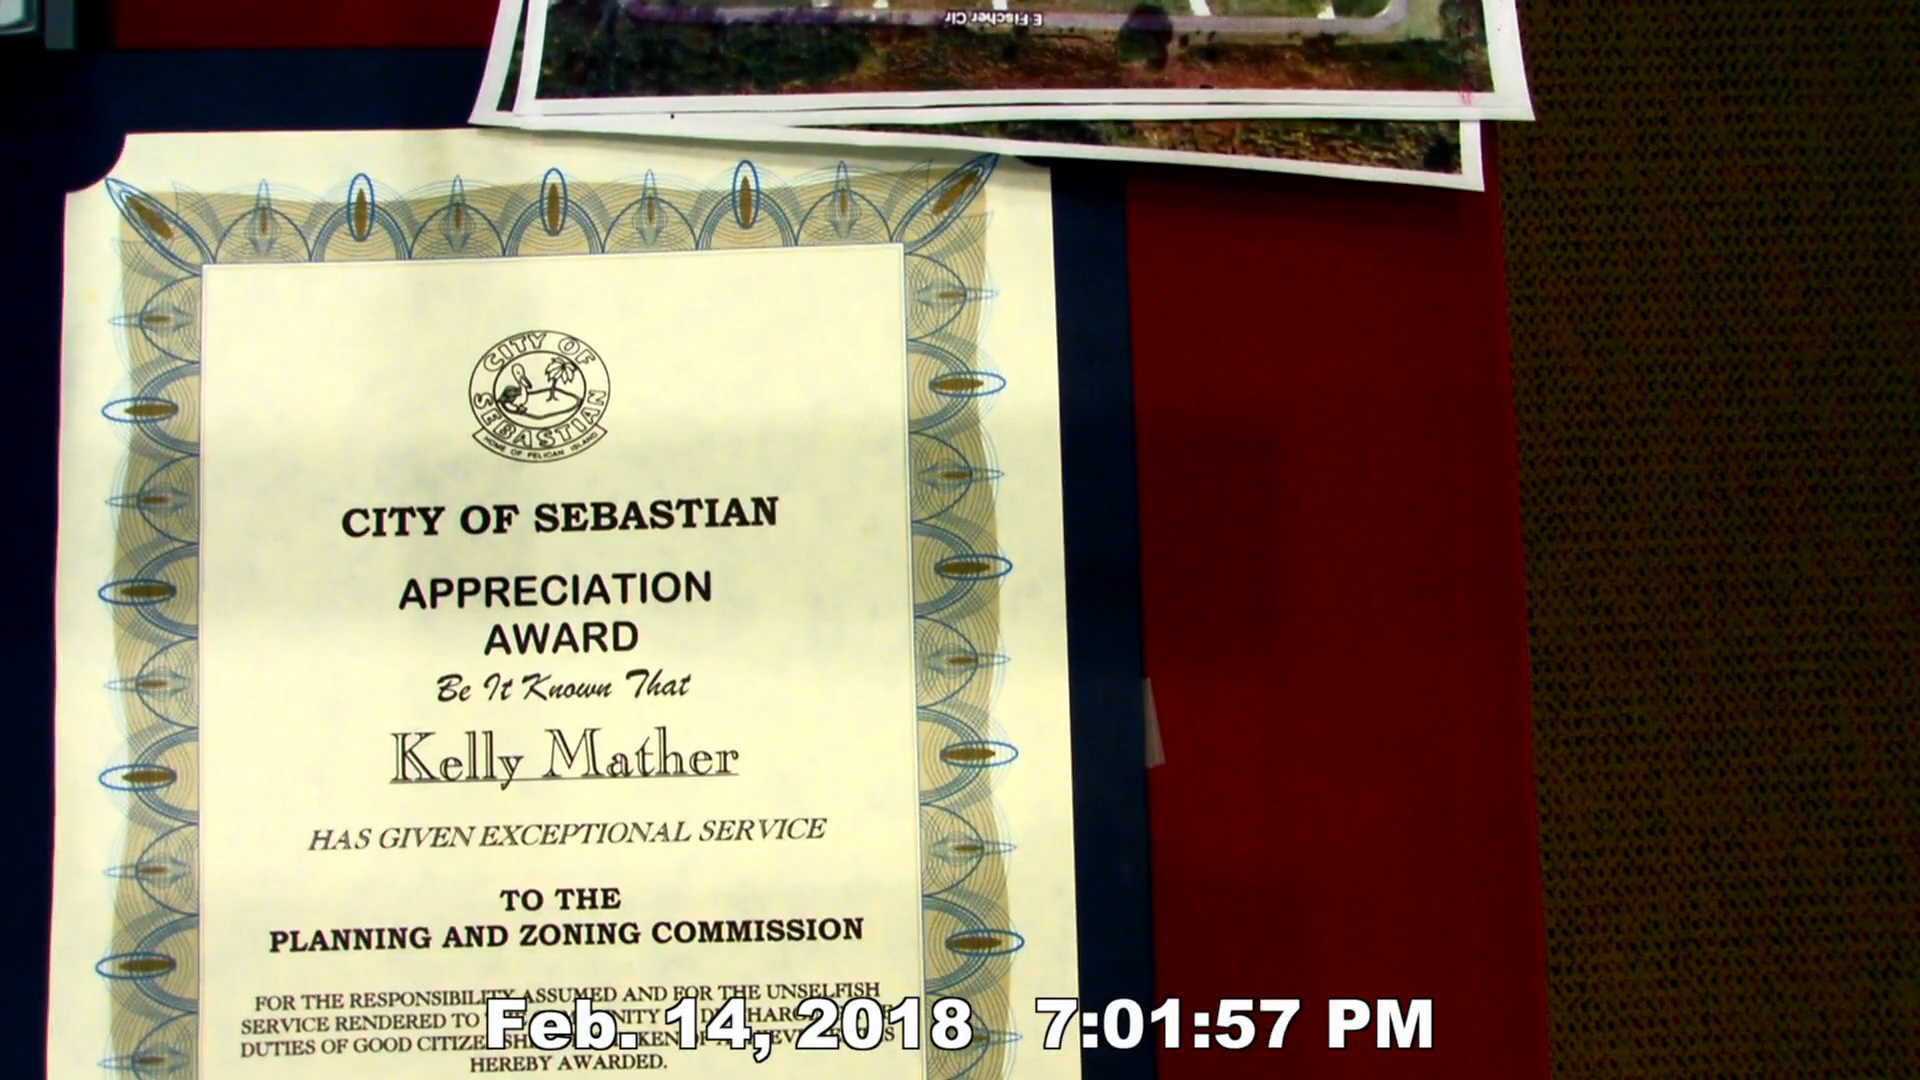 E Fischer Cir
CITY OF
SEBASTIAN
HOME OF PELICAN ISLAND
CITY OF SEBASTIAN
APPRECIATION
AWARD
Be It Known That
Kelly Mather
HAS GIVEN EXCEPTIONAL SERVICE
TO THE
PLANNING AND ZONING COMMISSION
FOR THE RESPONSIBILITY ASSUMED AND FOR THE UNSELFISH
SERVICE RENDERED TO
DUTIES OF GOOD
HEREBY AWARDED.
Feb. 14, 2018 7:01:57 PM